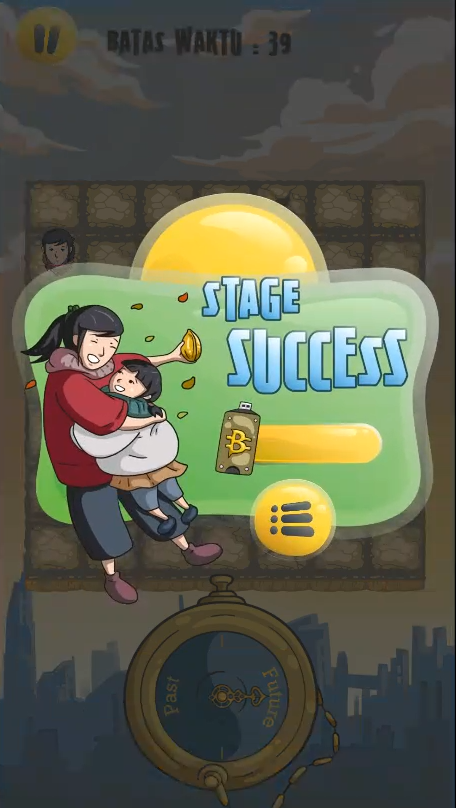 BATAS WAKTU : 39
STAGE
SUCCESS
Past
Future